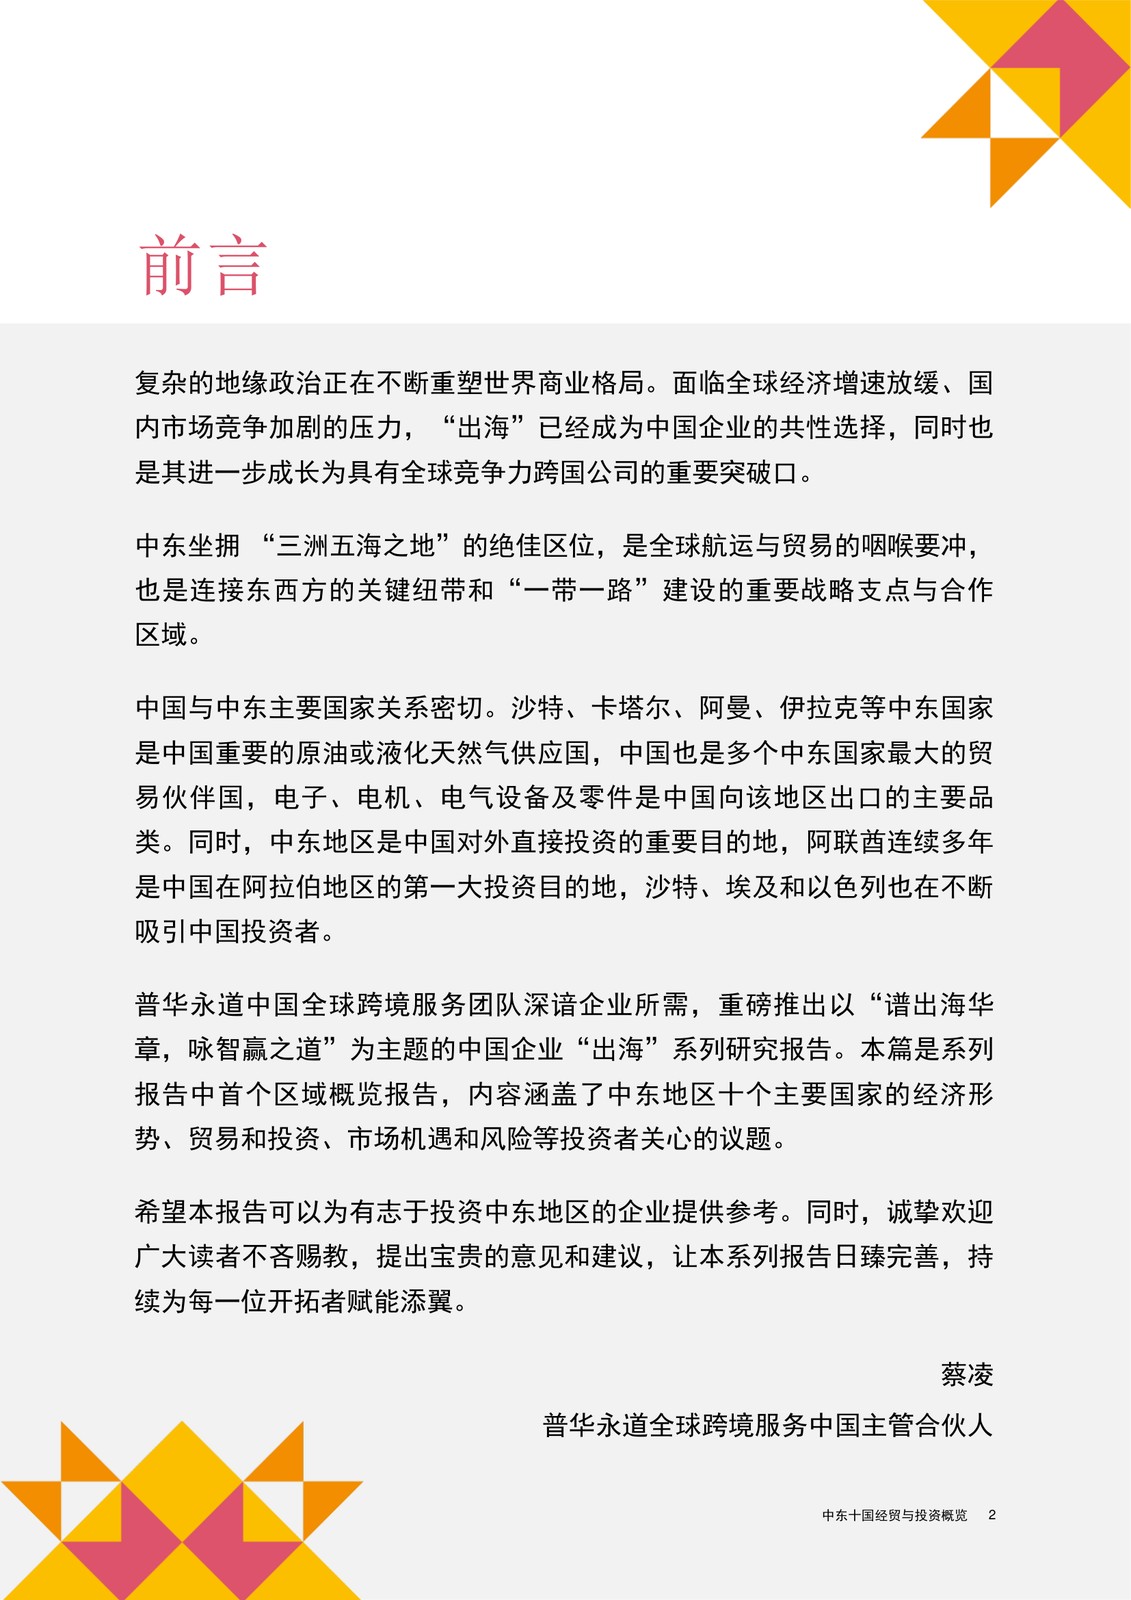 前言
复杂的地缘政治正在不断重塑世界商业格局。面临全球经济增速放缓、国
内市场竞争加剧的压力，“出海”已经成为中国企业的共性选择，同时也
是其进一步成长为具有全球竞争力跨国公司的重要突破口。
中东坐拥 “三洲五海之地”的绝佳区位，是全球航运与贸易的咽喉要冲，
也是连接东西方的关键纽带和“一带一路”建设的重要战略支点与合作
区域。
中国与中东主要国家关系密切。沙特、卡塔尔、阿曼、伊拉克等中东国家
是中国重要的原油或液化天然气供应国，中国也是多个中东国家最大的贸
易伙伴国，电子、电机、电气设备及零件是中国向该地区出口的主要品
类。同时，中东地区是中国对外直接投资的重要目的地，阿联酋连续多年
是中国在阿拉伯地区的第一大投资目的地，沙特、埃及和以色列也在不断
吸引中国投资者。
普华永道中国全球跨境服务团队深谙企业所需，重磅推出以“谱出海华
章，咏智赢之道”为主题的中国企业“出海”系列研究报告。本篇是系列
报告中首个区域概览报告，内容涵盖了中东地区十个主要国家的经济形
势、贸易和投资、市场机遇和风险等投资者关心的议题。
希望本报告可以为有志于投资中东地区的企业提供参考。同时，诚挚欢迎
广大读者不吝赐教，提出宝贵的意见和建议，让本系列报告日臻完善，持
续为每一位开拓者赋能添翼。
蔡凌
普华永道全球跨境服务中国主管合伙人
中东十国经贸与投资概览 2